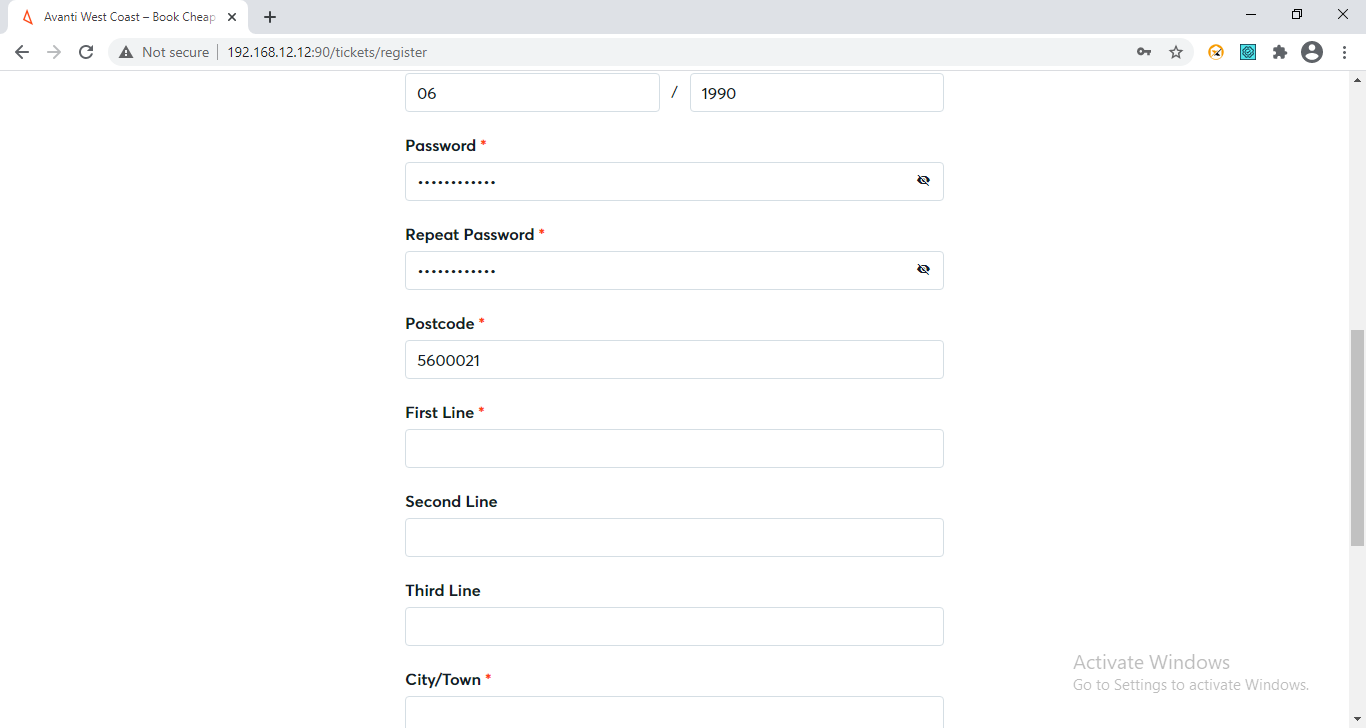 Avanti West Coast – Book Cheap
Not secure
192.168.12.12:90/tickets/register
06 / 1990
Password *
••••••••••••
Repeat Password *
••••••••••••
Postcode *
5600021
First Line *
Second Line
Third Line
City/Town *
Activate Windows
Go to Settings to activate Windows.